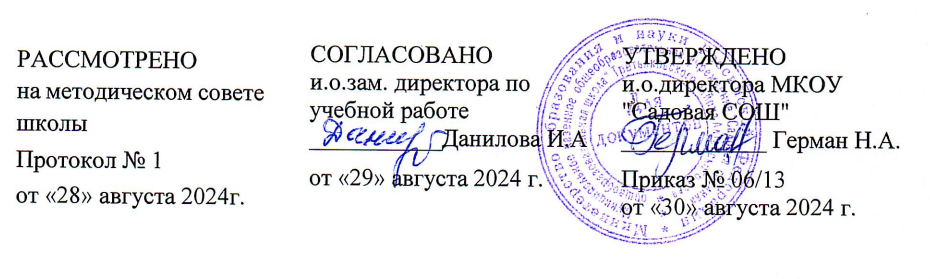 РАССМОТРЕНО
на методическом совете
школы
Протокол № 1
от «28» августа 2024г.
СОГЛАСОВАНО
и.о.зам. директора по
учебной работе
Данилова И.А
от «29» августа 2024 г.
УТВЕРЖДЕНО
и.о.директора МКОУ
"Садовая СОШ"
Герман Н.А.
Приказ № 06/13
от «30» августа 2024 г.